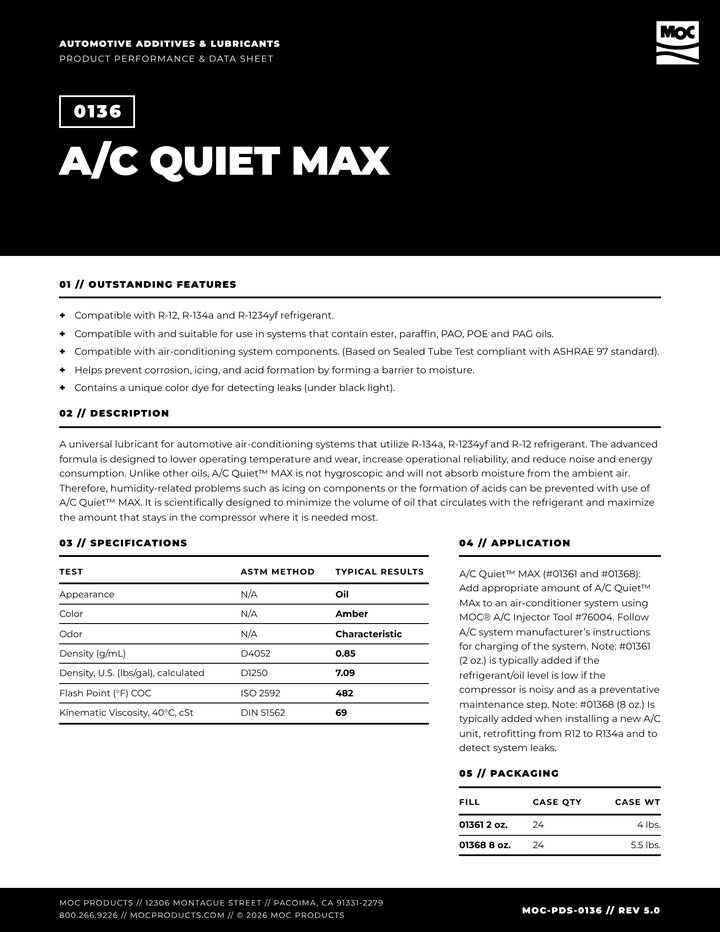 AUTOMOTIVE ADDITIVES & LUBRICANTS
PRODUCT PERFORMANCE & DATA SHEET
MOC
0136
A/C QUIET MAX
01 // OUTSTANDING FEATURES
+ Compatible with R-12, R-134a and R-1234yf refrigerant.
+ Compatible with and suitable for use in systems that contain ester, paraffin, PAO, POE and PAG oils.
+ Compatible with air-conditioning system components. (Based on Sealed Tube Test compliant with ASHRAE 97 standard).
+ Helps prevent corrosion, icing, and acid formation by forming a barrier to moisture.
+ Contains a unique color dye for detecting leaks (under black light).
02 // DESCRIPTION
A universal lubricant for automotive air-conditioning systems that utilize R-134a, R-1234yf and R-12 refrigerant. The advanced
formula is designed to lower operating temperature and wear, increase operational reliability, and reduce noise and energy
consumption. Unlike other oils, A/C Quiet™ MAX is not hygroscopic and will not absorb moisture from the ambient air.
Therefore, humidity-related problems such as icing on components or the formation of acids can be prevented with use of
A/C Quiet™ MAX. It is scientifically designed to minimize the volume of oil that circulates with the refrigerant and maximize
the amount that stays in the compressor where it is needed most.
03 // SPECIFICATIONS
TEST ASTM METHOD TYPICAL RESULTS
Appearance N/A Oil
Color N/A Amber
Odor N/A Characteristic
Density (g/mL) D4052 0.85
Density, U.S. (lbs/gal), calculated D1250 7.09
Flash Point (°F) COC ISO 2592 482
Kinematic Viscosity, 40°C, cSt DIN 51562 69
04 // APPLICATION
A/C Quiet™ MAX (#01361 and #01368):
Add appropriate amount of A/C Quiet™
MAx to an air-conditioner system using
MOC® A/C Injector Tool #76004. Follow
A/C system manufacturer's instructions
for charging of the system. Note: #01361
(2 oz.) is typically added if the
refrigerant/oil level is low if the
compressor is noisy and as a preventative
maintenance step. Note: #01368 (8 oz.) Is
typically added when installing a new A/C
unit, retrofitting from R12 to R134a and to
detect system leaks.
05 // PACKAGING
FILL CASE QTY CASE WT
01361 2 oz. 24 4 lbs.
01368 8 oz. 24 5.5 lbs.
MOC PRODUCTS // 12306 MONTAGUE STREET // PACOIMA, CA 91331-2279
800.266.9226 // MOCPRODUCTS.COM // © 2026 MOC PRODUCTS
MOC-PDS-0136 // REV 5.0